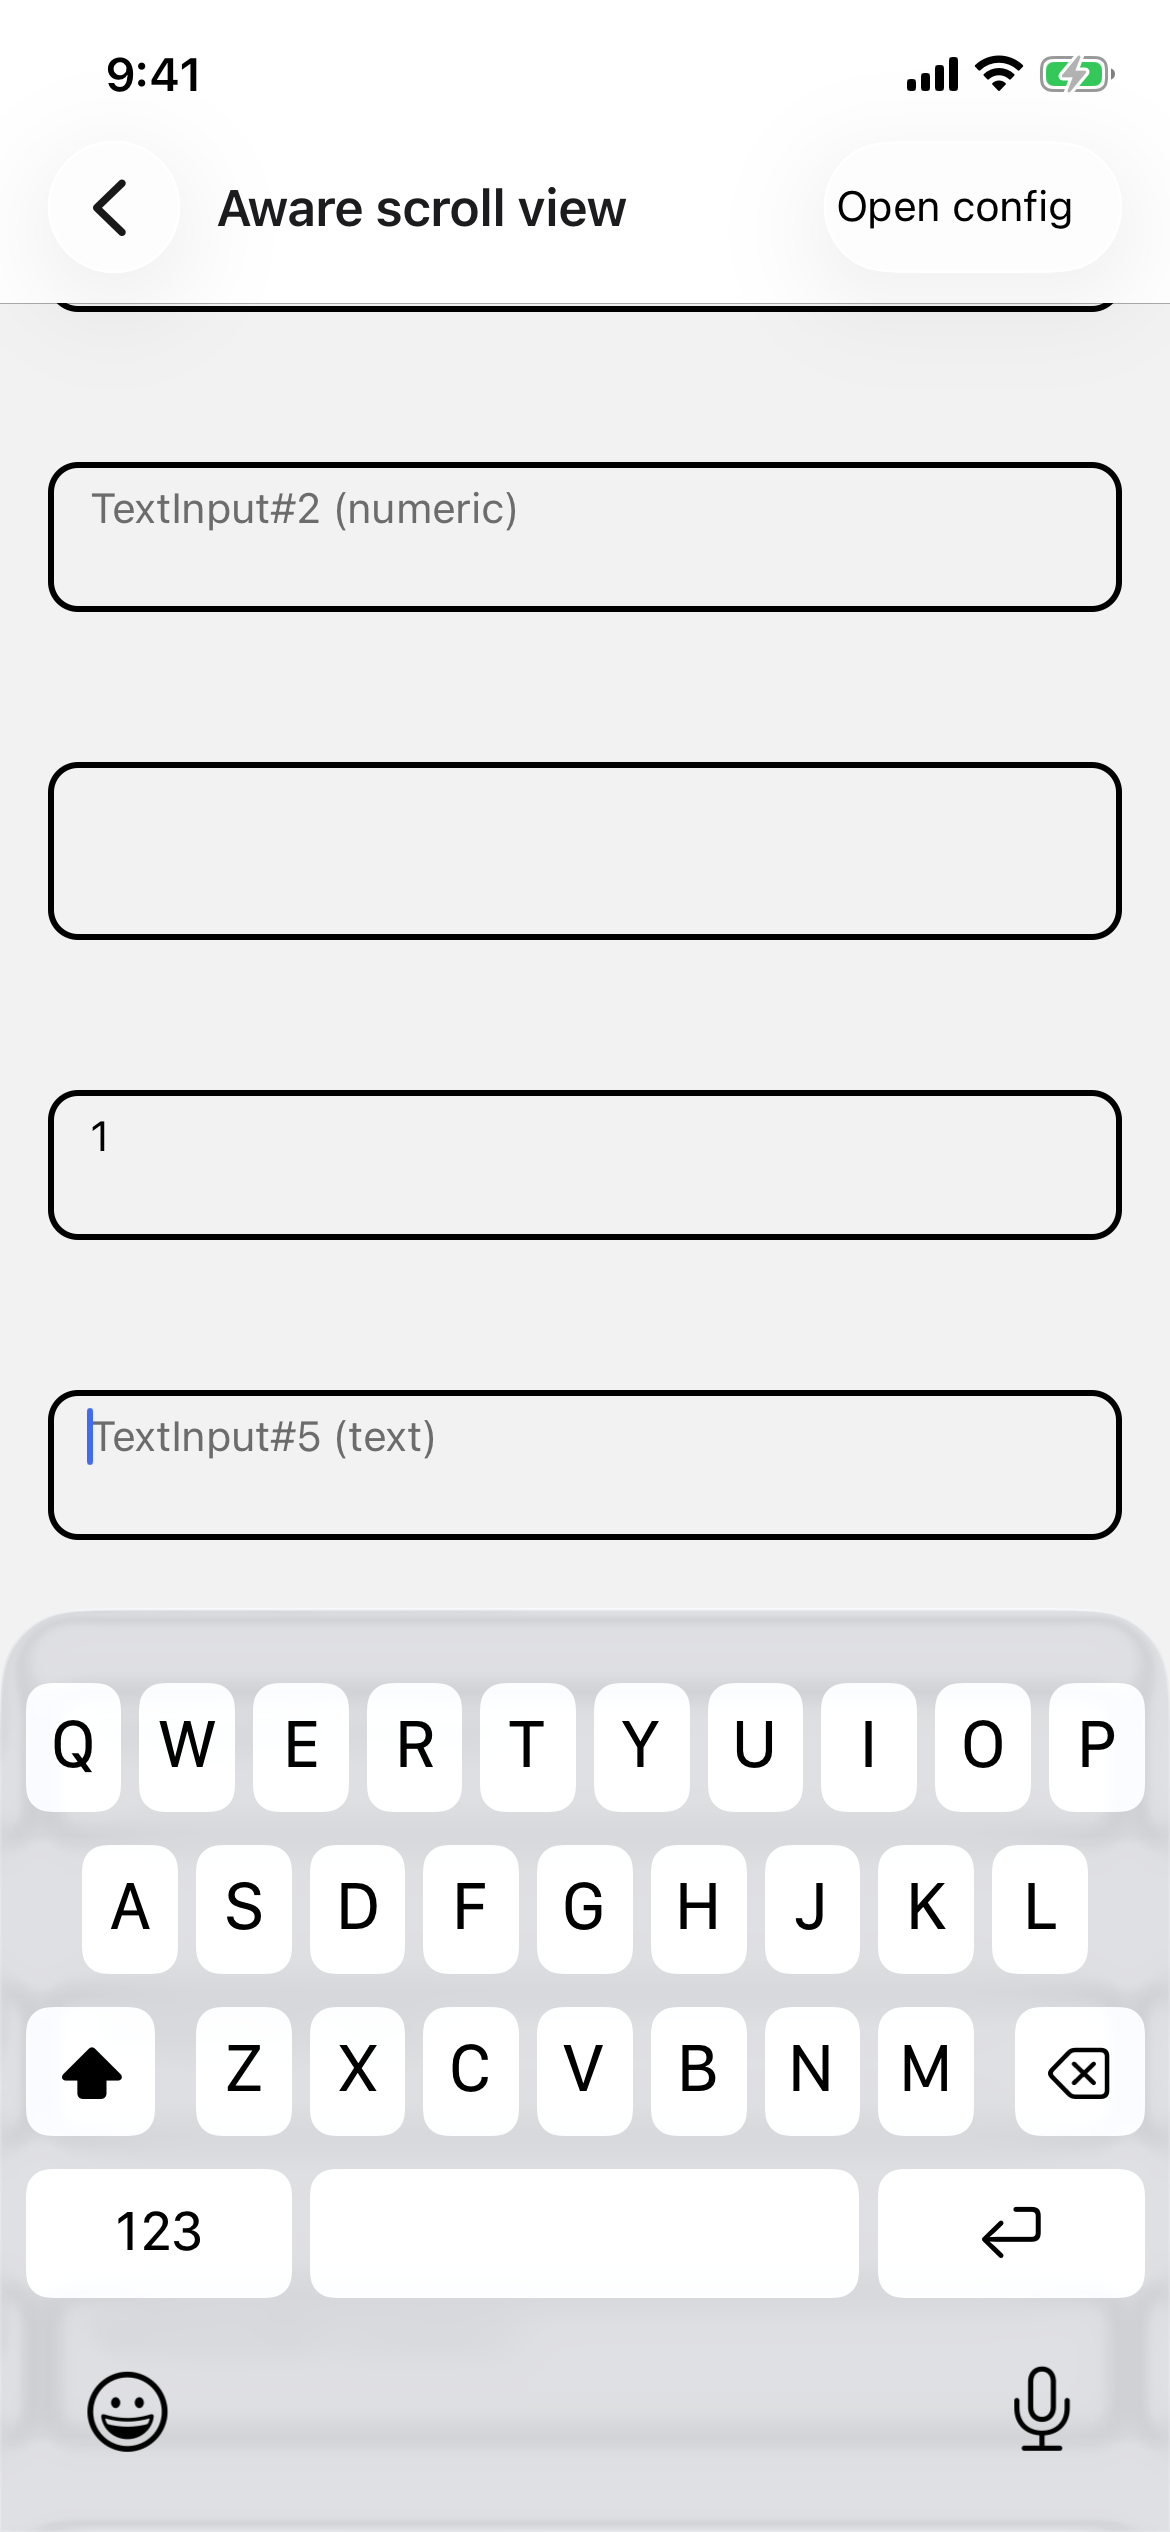 9:41
Aware scroll view
Open config
TextInput#2 (numeric)
1
TextInput#5 (text)
Q W E R T Y U I O P
A S D F G H J K L
Z X C V B N M
123